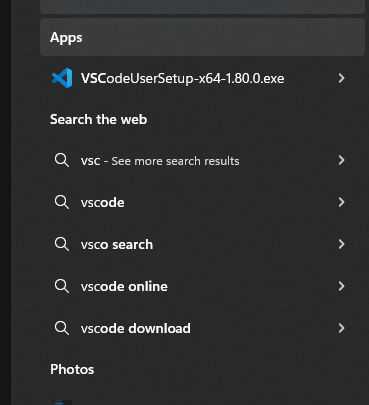 Apps
VSCodeUserSetup-x64-1.80.0.exe
Search the web
vsc - See more search results
vscode
vsco search
vscode online
vscode download
Photos